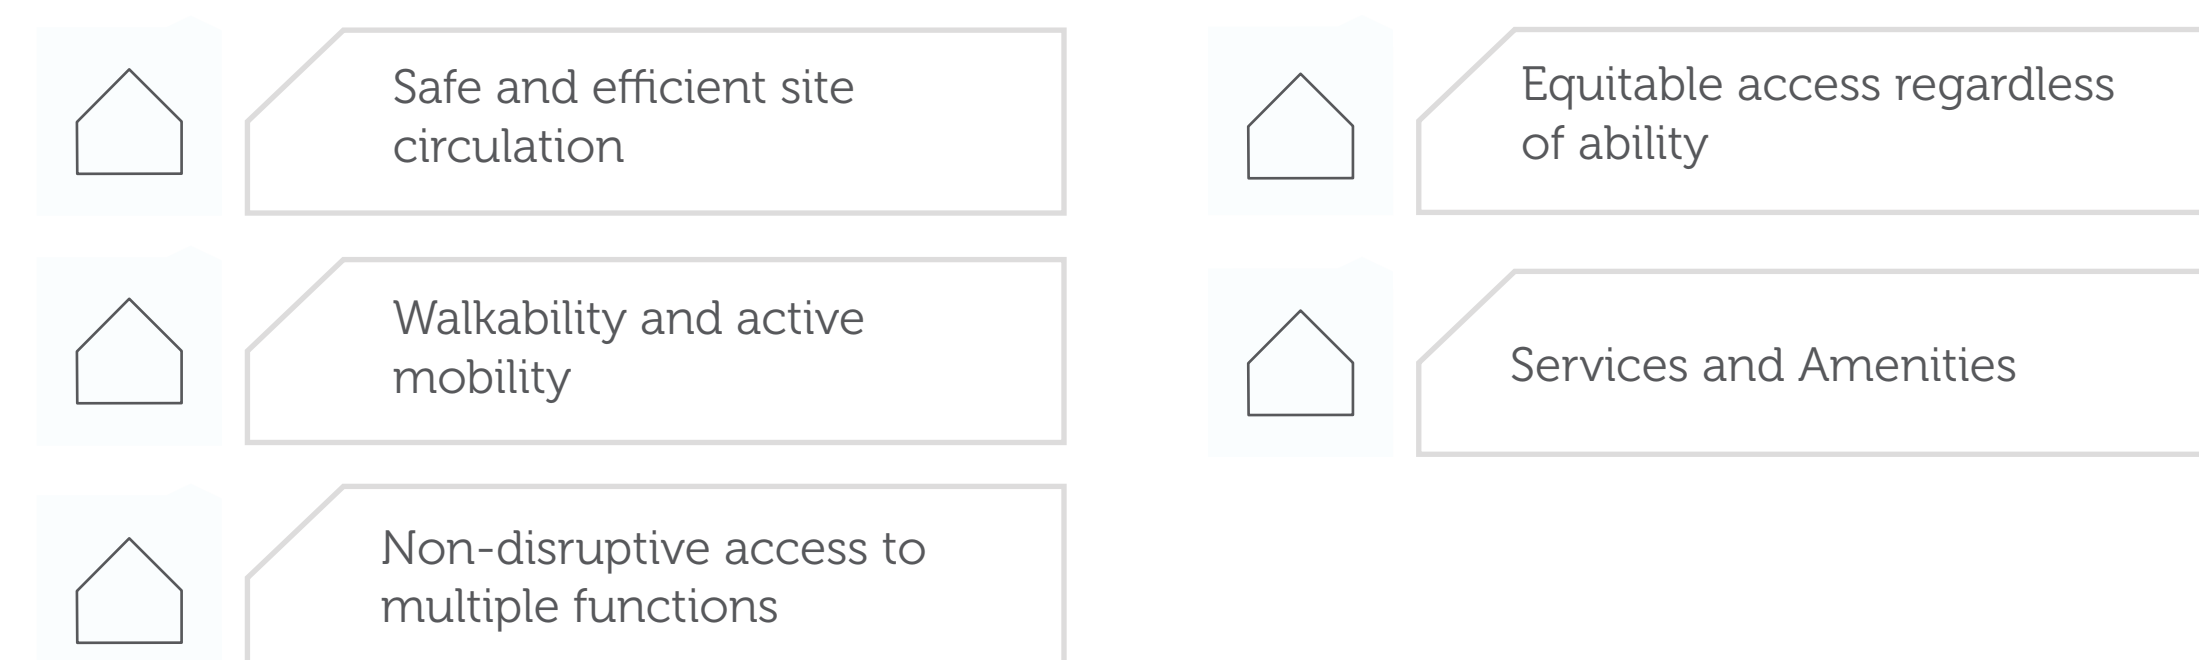 Safe and efficient site
circulation
Walkability and active
mobility
Non-disruptive access to
multiple functions
Equitable access regardless
of ability
Services and Amenities